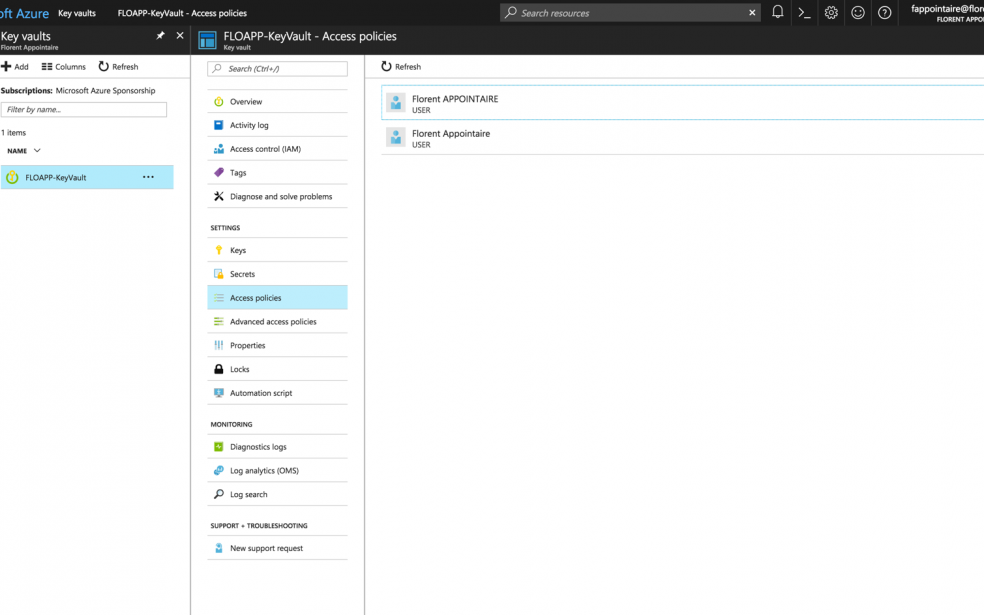 oft Azure Key vaults FLOAPP-KeyVault - Access policies
Search resources
fappointaire@flore
FLORENT APPO
Key vaults
Florent Appointaire
Add Columns Refresh
Subscriptions: Microsoft Azure Sponsorship
Filter by name...
1 items
NAME
FLOAPP-KeyVault
FLOAPP-KeyVault - Access policies
Key vault
Search (Ctrl+/)
Overview
Activity log
Access control (IAM)
Tags
Diagnose and solve problems
SETTINGS
Keys
Secrets
Access policies
Advanced access policies
Properties
Locks
Automation script
MONITORING
Diagnostics logs
Log analytics (OMS)
Log search
SUPPORT + TROUBLESHOOTING
New support request
Refresh
Florent APPOINTAIRE
USER
Florent Appointaire
USER